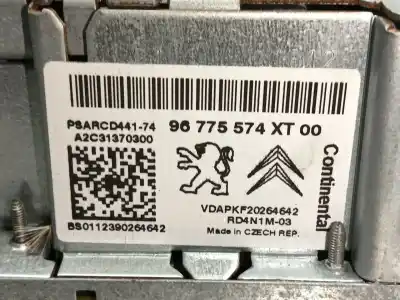 PSARCD441-74
96 775 574 XT 00
A2C31370300
Continental
VDAPKF20264642
RD4N1M-03
BS0112390264642
Made in CZECH REP.